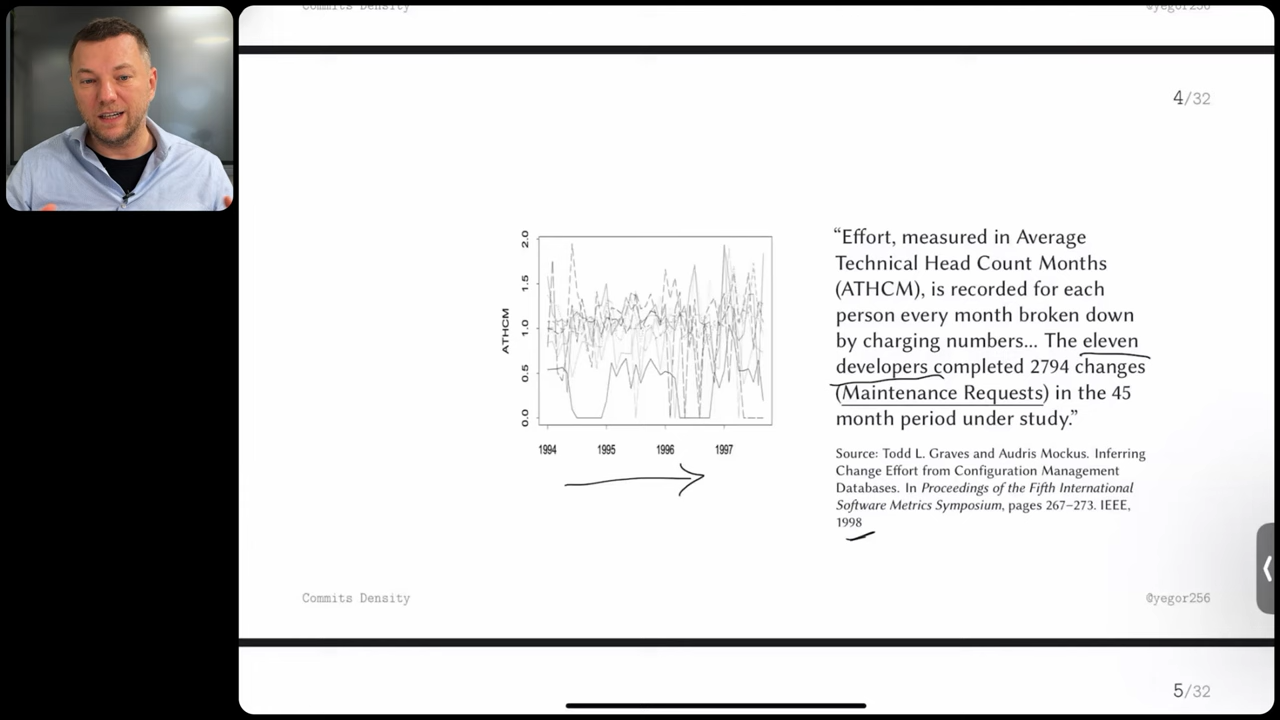 Commits Density
@yegor256
4/32
2.0
1.5
1.0
0.5
0.0
ATHCM
1994
1995
1996
1997
“Effort, measured in Average
Technical Head Count Months
(ATHCM), is recorded for each
person every month broken down
by charging numbers... The eleven
developers completed 2794 changes
(Maintenance Requests) in the 45
month period under study.”
Source: Todd L. Graves and Audris Mockus. Inferring
Change Effort from Configuration Management
Databases. In Proceedings of the Fifth International
Software Metrics Symposium, pages 267–273. IEEE,
1998
Commits Density
@yegor256
5/32